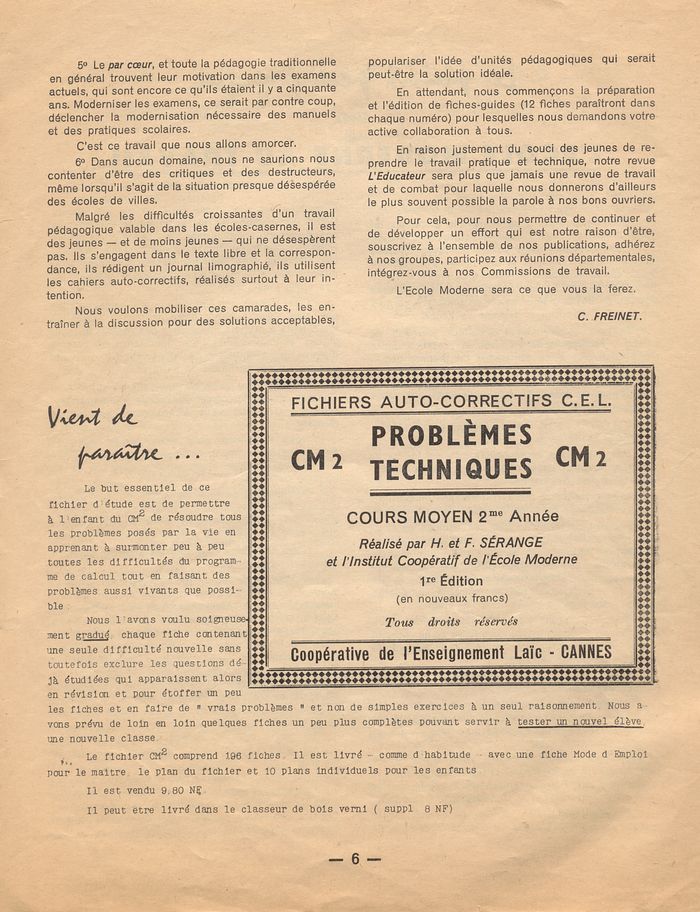 5º Le par cœur, et toute la pédagogie traditionnelle
en général trouvent leur motivation dans les examens
actuels, qui sont encore ce qu'ils étaient il y a cinquante
ans. Moderniser les examens, ce serait par contre coup,
déclencher la modernisation nécessaire des manuels
et des pratiques scolaires.
C'est ce travail que nous allons amorcer.
6º Dans aucun domaine, nous ne saurions nous
contenter d'être des critiques et des destructeurs,
même lorsqu'il s'agit de la situation presque désespérée
des écoles de villes.
Malgré les difficultés croissantes d'un travail
pédagogique valable dans les écoles-casernes, il est
des jeunes — et de moins jeunes — qui ne désespèrent
pas. Ils s'engagent dans le texte libre et la correspon-
dance, ils rédigent un journal limographié, ils utilisent
les cahiers auto-correctifs, réalisés surtout à leur in-
tention.
Nous voulons mobiliser ces camarades, les en-
traîner à la discussion pour des solutions acceptables,
populariser l'idée d'unités pédagogiques qui serait
peut-être la solution idéale.
En attendant, nous commençons la préparation
et l'édition de fiches-guides (12 fiches paraîtront dans
chaque numéro) pour lesquelles nous demandons votre
active collaboration à tous.
En raison justement du souci des jeunes de re-
prendre le travail pratique et technique, notre revue
L'Educateur sera plus que jamais une revue de travail
et de combat pour laquelle nous donnerons d'ailleurs
le plus souvent possible la parole à nos bons ouvriers.
Pour cela, pour nous permettre de continuer et
de développer un effort qui est notre raison d'être,
souscrivez à l'ensemble de nos publications, adhérez
à nos groupes, participez aux réunions départementales,
intégrez-vous à nos Commissions de travail.
L'Ecole Moderne sera ce que vous la ferez.
C. FREINET.
Vient de
paraître ...
Le but essentiel de ce
fichier d'étude est de permettre
à l'enfant du CM2 de résoudre tous
les problèmes posés par la vie en
apprenant à surmonter peu à peu
toutes les difficultés du program-
me de calcul tout en faisant des
problèmes aussi vivants que possi-
ble
Nous l'avons voulu soigneuse-
ment gradué, chaque fiche contenant
une seule difficulté nouvelle sans
toutefois exclure les questions dé-
jà étudiées qui apparaissent alors
en révision et pour étoffer un peu
les fiches et en faire de " vrais problèmes " et non de simples exercices à un seul raisonnement. Nous a-
vons prévu de loin en loin quelques fiches un peu plus complètes pouvant servir à tester un nouvel élève,
une nouvelle classe
Le fichier CM2 comprend 196 fiches. Il est livré - comme d'habitude - avec une fiche Mode d'Emploi
pour le maître, le plan du fichier et 10 plans individuels pour les enfants
Il est vendu 9,80 NF.
Il peut etre livré dans le classeur de bois verni ( suppl 8 NF)
FICHIERS AUTO-CORRECTIFS C.E.L.
CM2 PROBLÈMES TECHNIQUES CM2
COURS MOYEN 2me Année
Réalisé par H. et F. SÉRANGE
et l'Institut Coopératif de l'École Moderne
1re Édition
(en nouveaux francs)
Tous droits réservés
Coopérative de l'Enseignement Laïc - CANNES
— 6 —